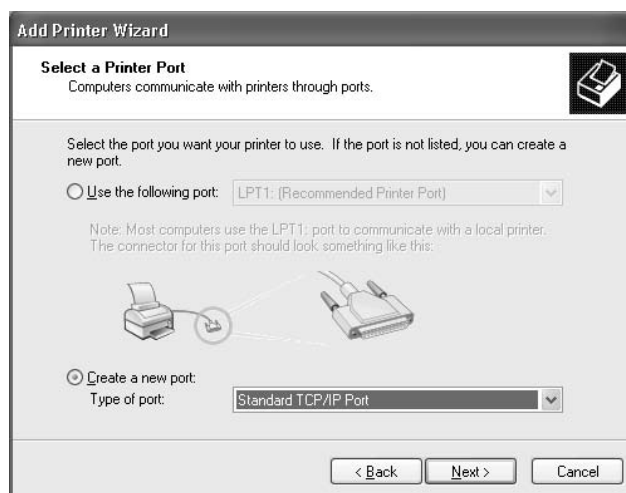 Add Printer Wizard
Select a Printer Port
Computers communicate with printers through ports.
Select the port you want your printer to use. If the port is not listed, you can create a
new port.
Use the following port: LPT1: (Recommended Printer Port)
Note: Most computers use the LPT1: port to communicate with a local printer.
The connector for this port should look something like this:
Create a new port:
Type of port: Standard TCP/IP Port
< Back Next > Cancel